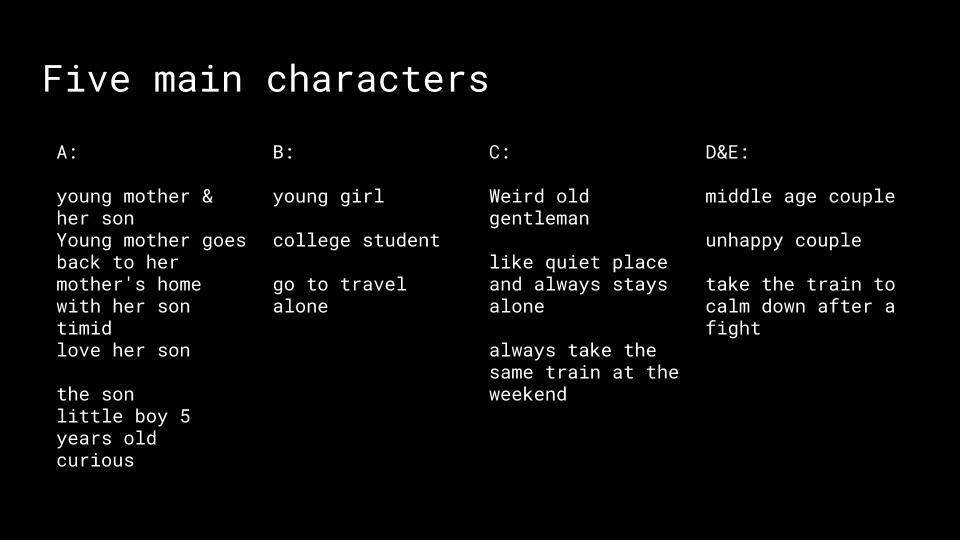 Five main characters
A:
young mother &
her son
Young mother goes
back to her
mother's home
with her son
timid
love her son
the son
little boy 5
years old
curious
B:
young girl
college student
go to travel
alone
C:
Weird old
gentleman
like quiet place
and always stays
alone
always take the
same train at the
weekend
D&E:
middle age couple
unhappy couple
take the train to
calm down after a
fight